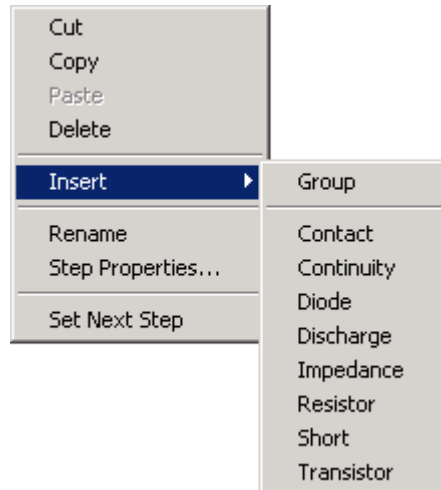 Cut
Copy
Paste
Delete
Insert
Rename
Step Properties...
Set Next Step
Group
Contact
Continuity
Diode
Discharge
Impedance
Resistor
Short
Transistor